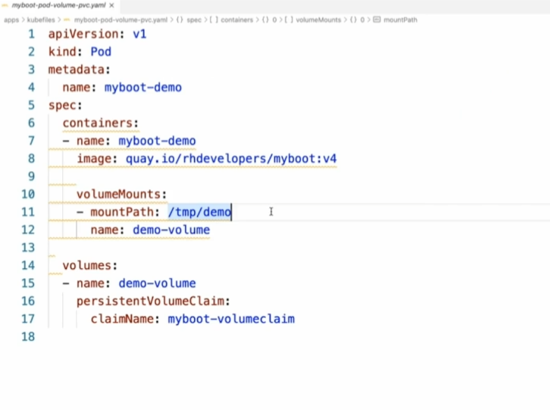 myboot-pod-volume-pvc.yaml ×
apps > kubefiles > myboot-pod-volume-pvc.yaml > {} spec > [ ] containers > {} 0 > [ ] volumeMounts > {} 0 > mountPath
1 apiVersion: v1
2 kind: Pod
3 metadata:
4   name: myboot-demo
5 spec:
6   containers:
7   - name: myboot-demo
8     image: quay.io/rhdevelopers/myboot:v4
9
10     volumeMounts:
11     - mountPath: /tmp/demo
12       name: demo-volume
13
14   volumes:
15   - name: demo-volume
16     persistentVolumeClaim:
17       claimName: myboot-volumeclaim
18